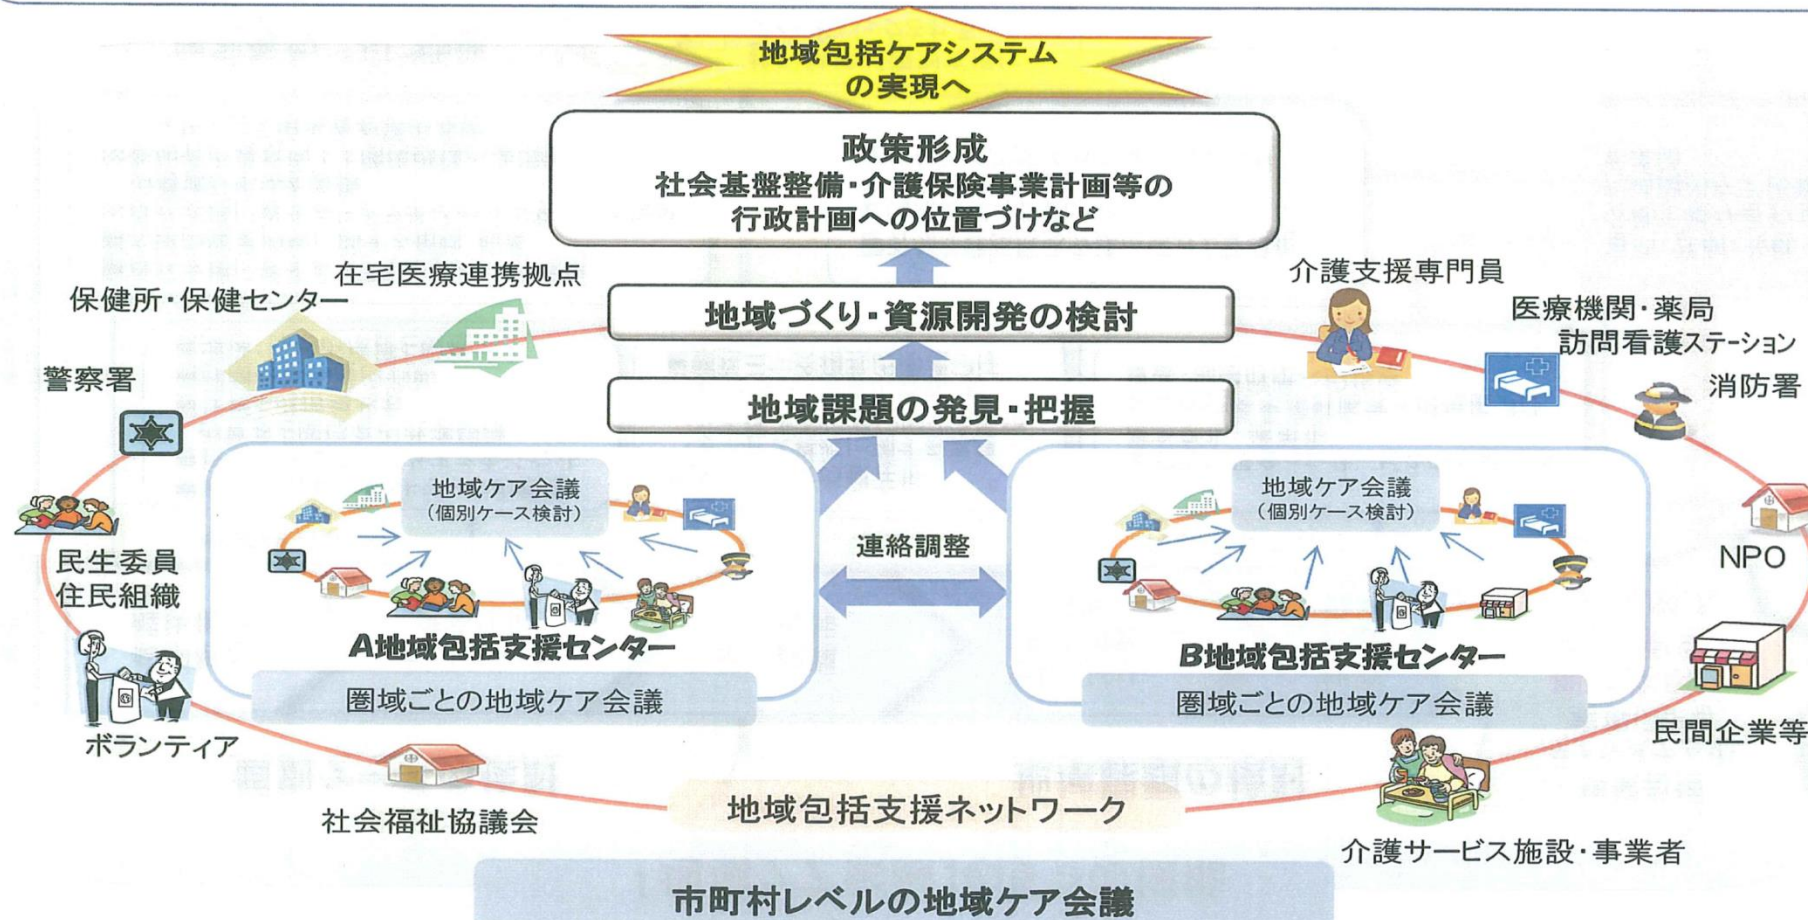 地域包括ケアシステム
の実現へ
政策形成
社会基盤整備・介護保険事業計画等の
行政計画への位置づけなど
在宅医療連携拠点
保健所・保健センター
地域づくり・資源開発の検討
介護支援専門員
医療機関・薬局
訪問看護ステーション
警察署
地域課題の発見・把握
消防署
地域ケア会議
(個別ケース検討)
地域ケア会議
(個別ケース検討)
連絡調整
民生委員
住民組織
NPO
A地域包括支援センター
B地域包括支援センター
圏域ごとの地域ケア会議
圏域ごとの地域ケア会議
ボランティア
民間企業等
社会福祉協議会
地域包括支援ネットワーク
介護サービス施設・事業者
市町村レベルの地域ケア会議